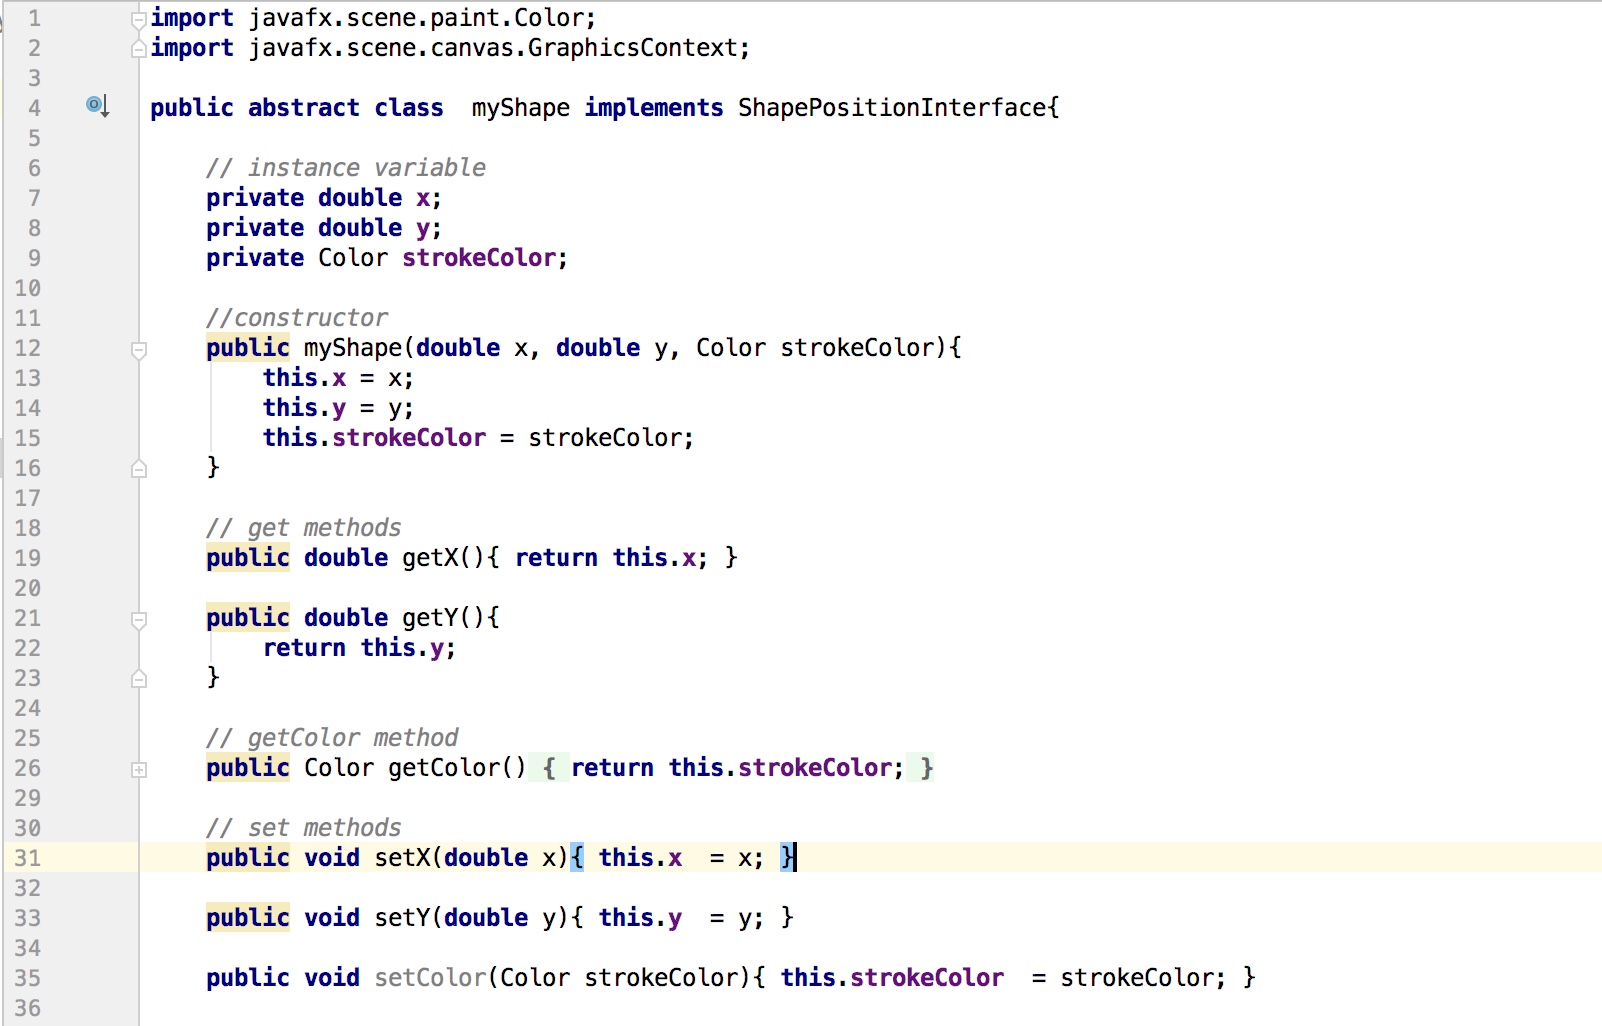 1 import javafx.scene.paint.Color;
2 import javafx.scene.canvas.GraphicsContext;
3
4 public abstract class  myShape implements ShapePositionInterface{
5
6 // instance variable
7 private double x;
8 private double y;
9 private Color strokeColor;
10
11 //constructor
12 public myShape(double x, double y, Color strokeColor){
13 this.x = x;
14 this.y = y;
15 this.strokeColor = strokeColor;
16 }
17
18 // get methods
19 public double getX(){ return this.x; }
20
21 public double getY(){
22 return this.y;
23 }
24
25 // getColor method
26 public Color getColor() { return this.strokeColor; }
29
30 // set methods
31 public void setX(double x){ this.x  = x; }
32
33 public void setY(double y){ this.y  = y; }
34
35 public void setColor(Color strokeColor){ this.strokeColor  = strokeColor; }
36